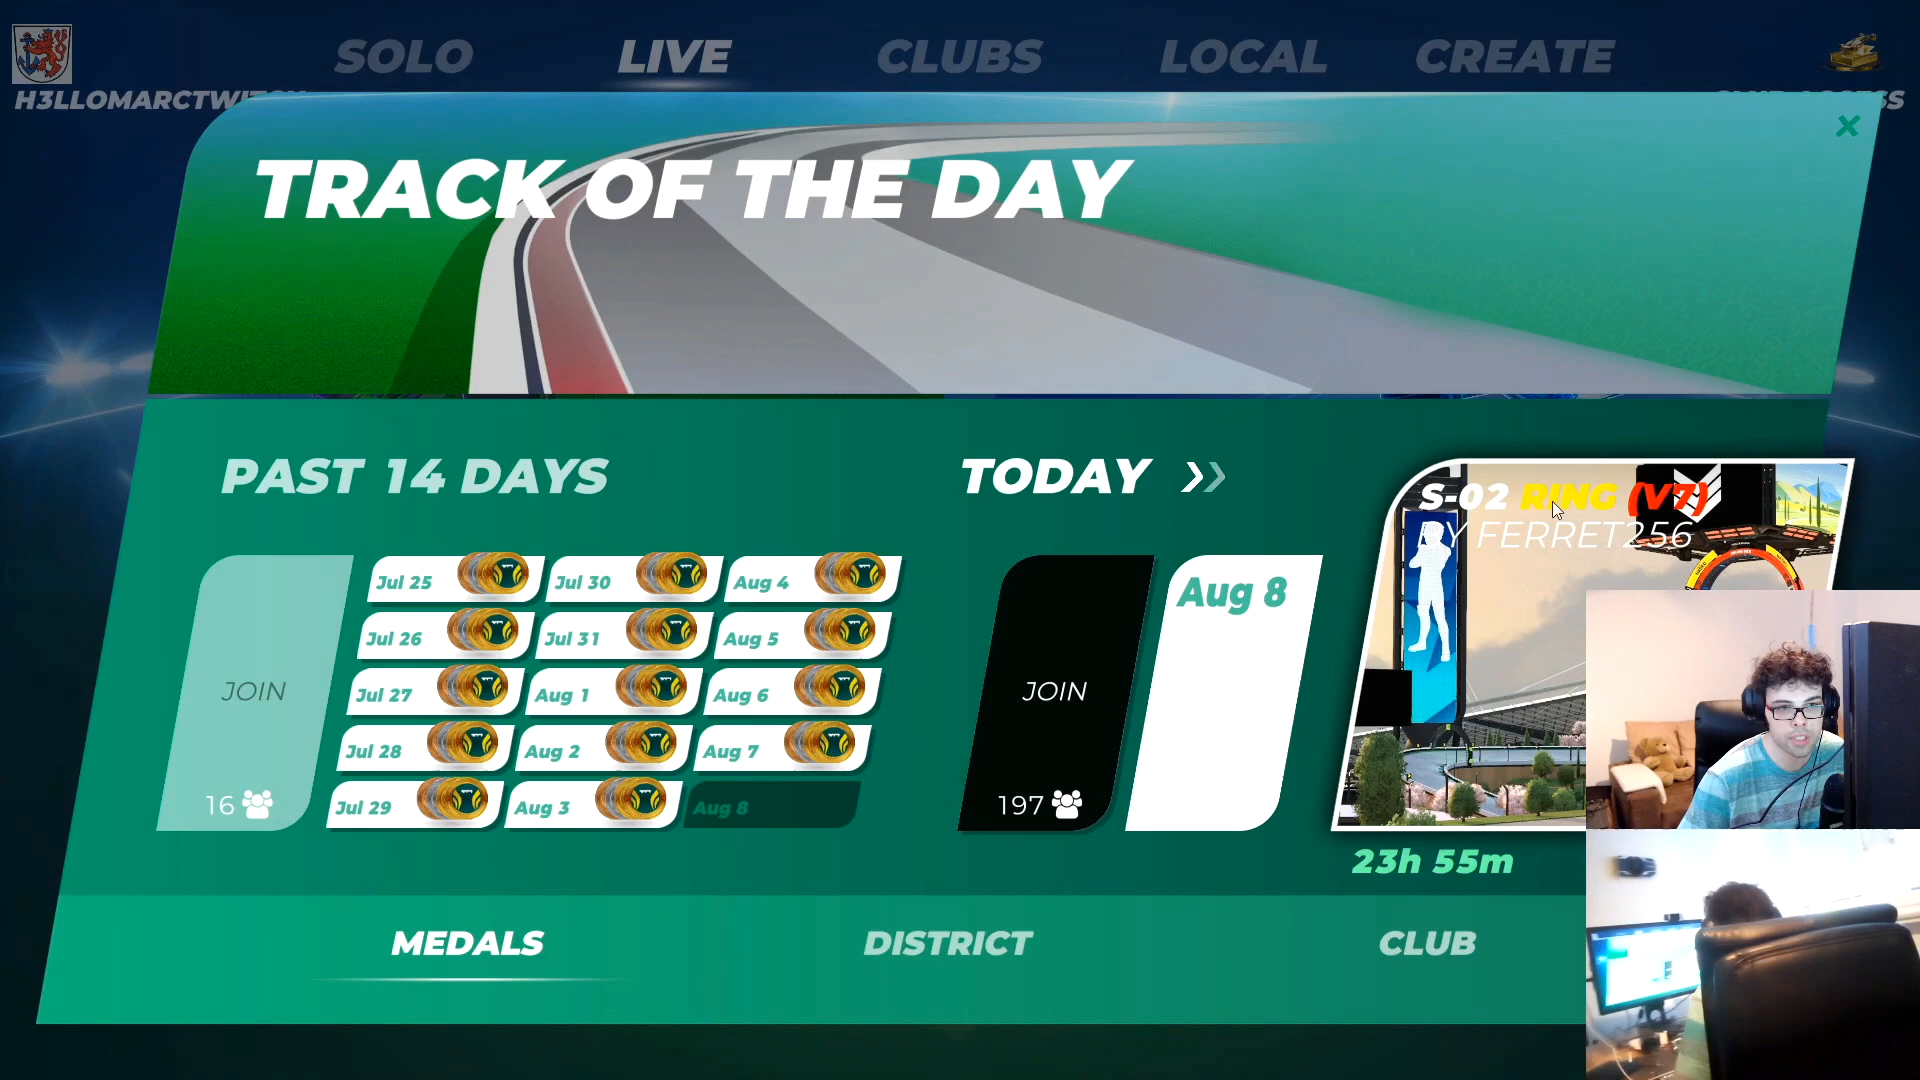 SOLO LIVE CLUBS LOCAL CREATE
TRACK OF THE DAY
PAST 14 DAYS
JOIN
16
Jul 25 Jul 30 Aug 4
Jul 26 Jul 31 Aug 5
Jul 27 Aug 1 Aug 6
Jul 28 Aug 2 Aug 7
Jul 29 Aug 3 Aug 8
TODAY
JOIN
197
Aug 8
S-02 RING (V7)
BY FERRET256
23h 55m
MEDALS DISTRICT CLUB